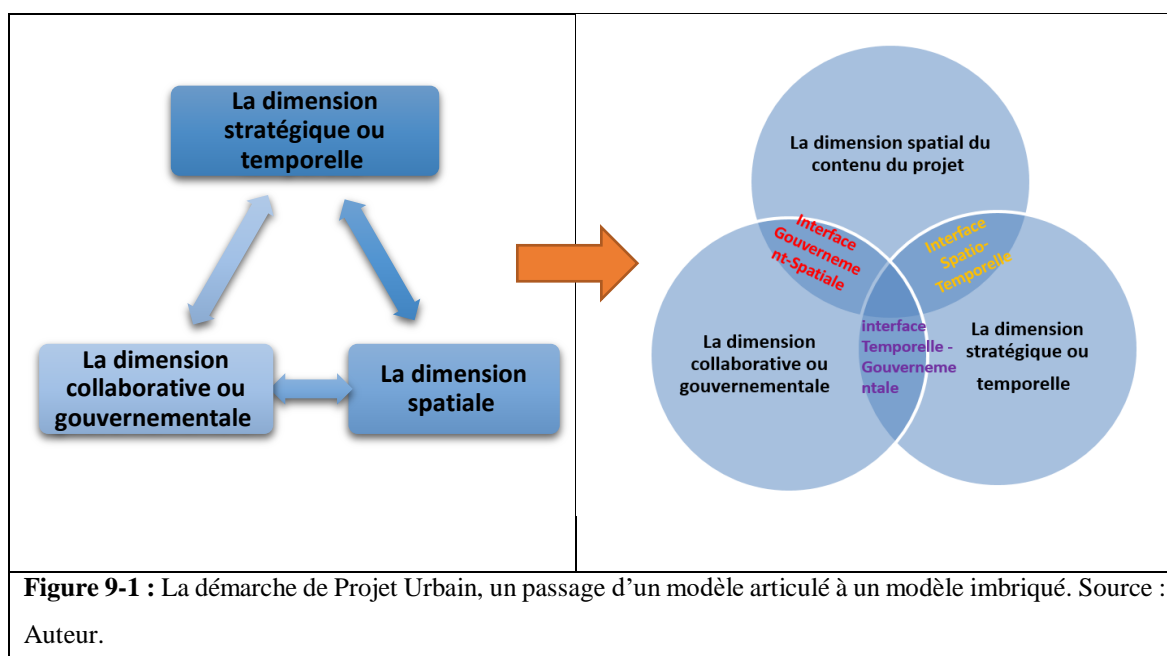 La dimension
stratégique ou
temporelle
La dimension
collaborative ou
gouvernementale
La dimension
spatiale
La dimension spatial du
contenu du projet
Interface
Gouverneme
nt-Spatiale
Interface
Spatio-
Temporelle
interface
Temporelle -
Gouverneme
ntale
La dimension
collaborative ou
gouvernementale
La dimension
stratégique ou
temporelle
Figure 9-1 : La démarche de Projet Urbain, un passage d’un modèle articulé à un modèle imbriqué. Source :
Auteur.